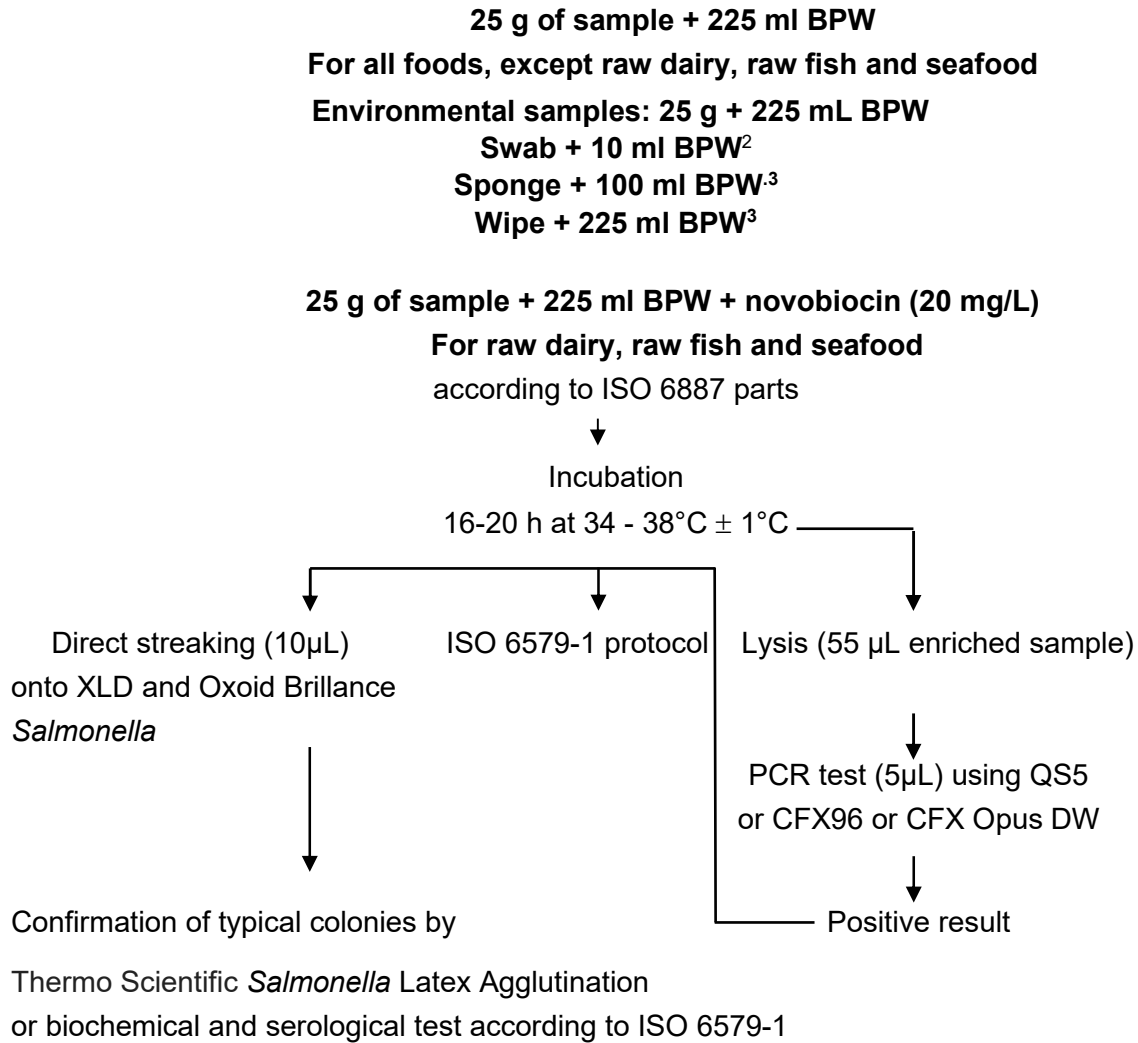 25 g of sample + 225 ml BPW
For all foods, except raw dairy, raw fish and seafood
Environmental samples: 25 g + 225 mL BPW
Swab + 10 ml BPW²
Sponge + 100 ml BPW.³
Wipe + 225 ml BPW³
25 g of sample + 225 ml BPW + novobiocin (20 mg/L)
For raw dairy, raw fish and seafood
according to ISO 6887 parts
Incubation
16-20 h at 34 - 38°C ± 1°C
Direct streaking (10µL)
onto XLD and Oxoid Brillance
Salmonella
ISO 6579-1 protocol
Lysis (55 µL enriched sample)
PCR test (5µL) using QS5
or CFX96 or CFX Opus DW
Positive result
Confirmation of typical colonies by
Thermo Scientific Salmonella Latex Agglutination
or biochemical and serological test according to ISO 6579-1